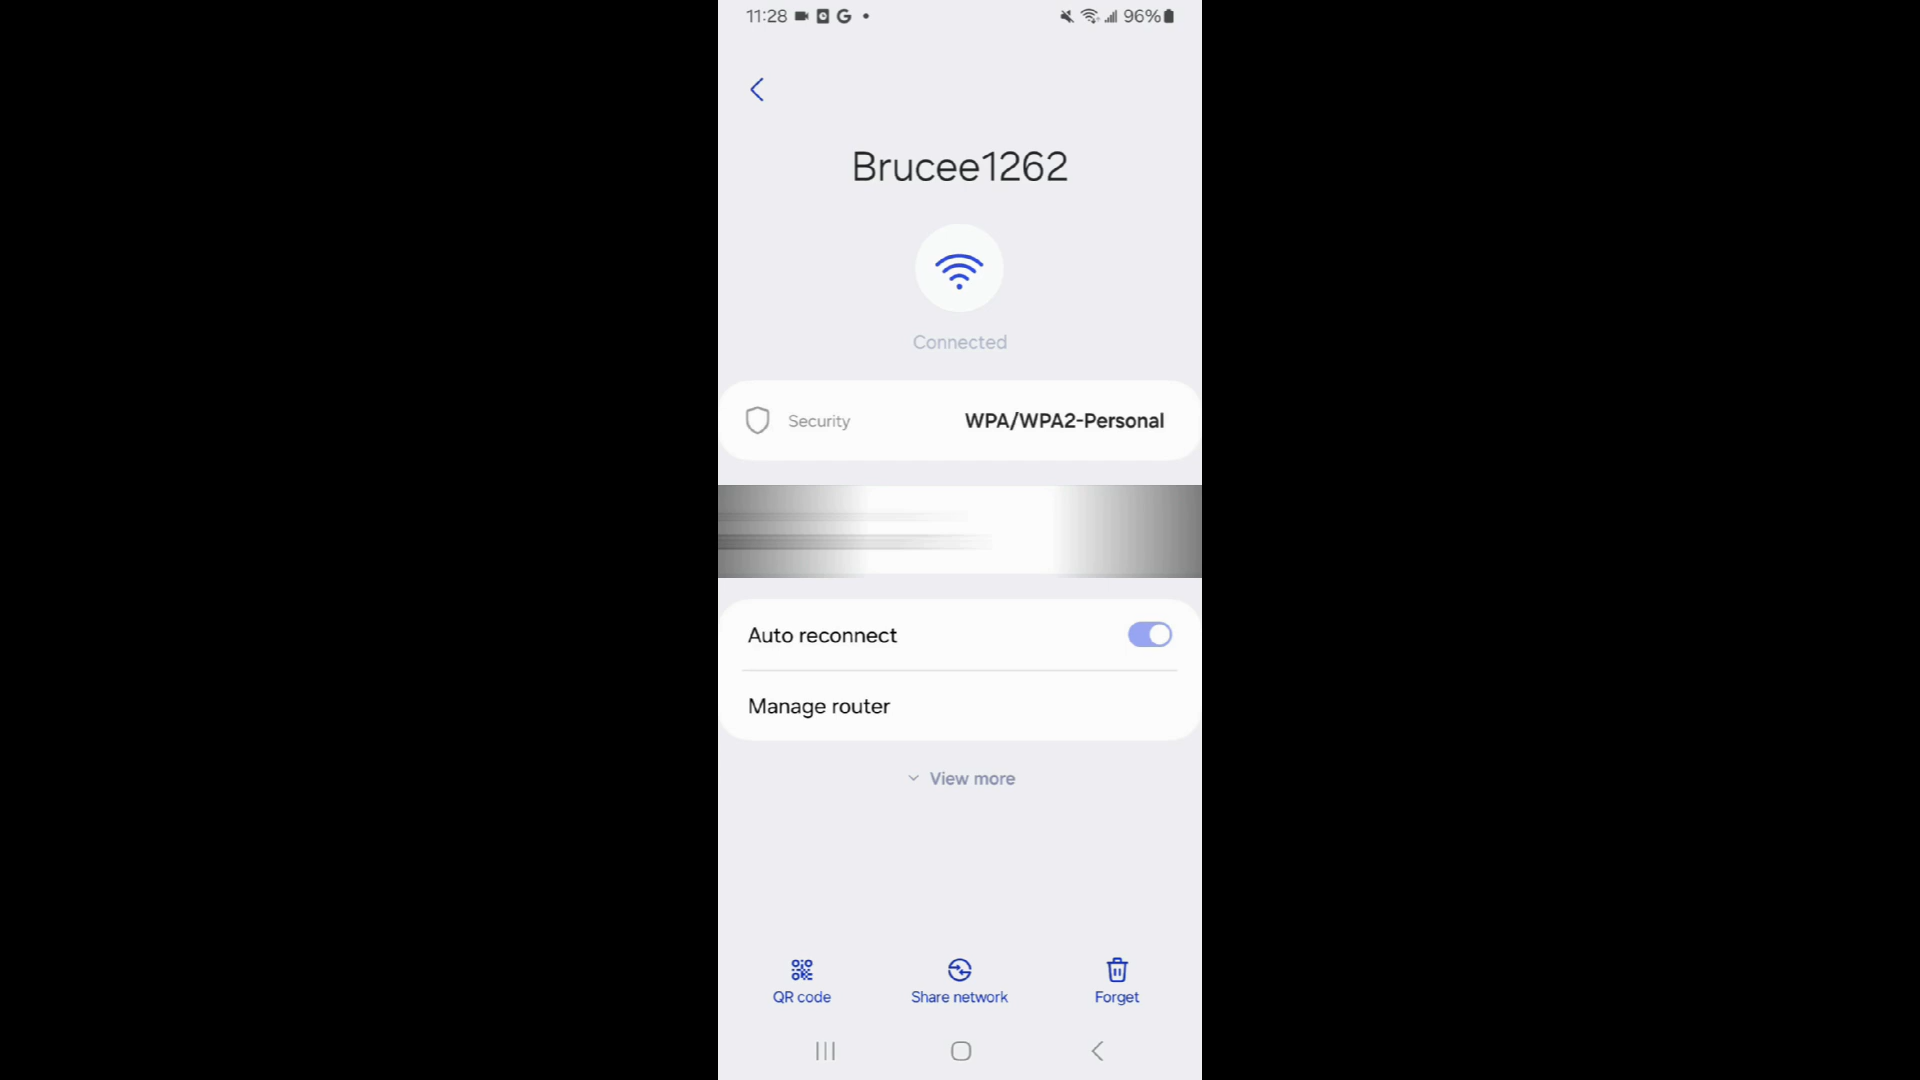 11:28
96%
Brucee1262
Connected
Security WPA/WPA2-Personal
Auto reconnect
Manage router
View more
QR code Share network Forget